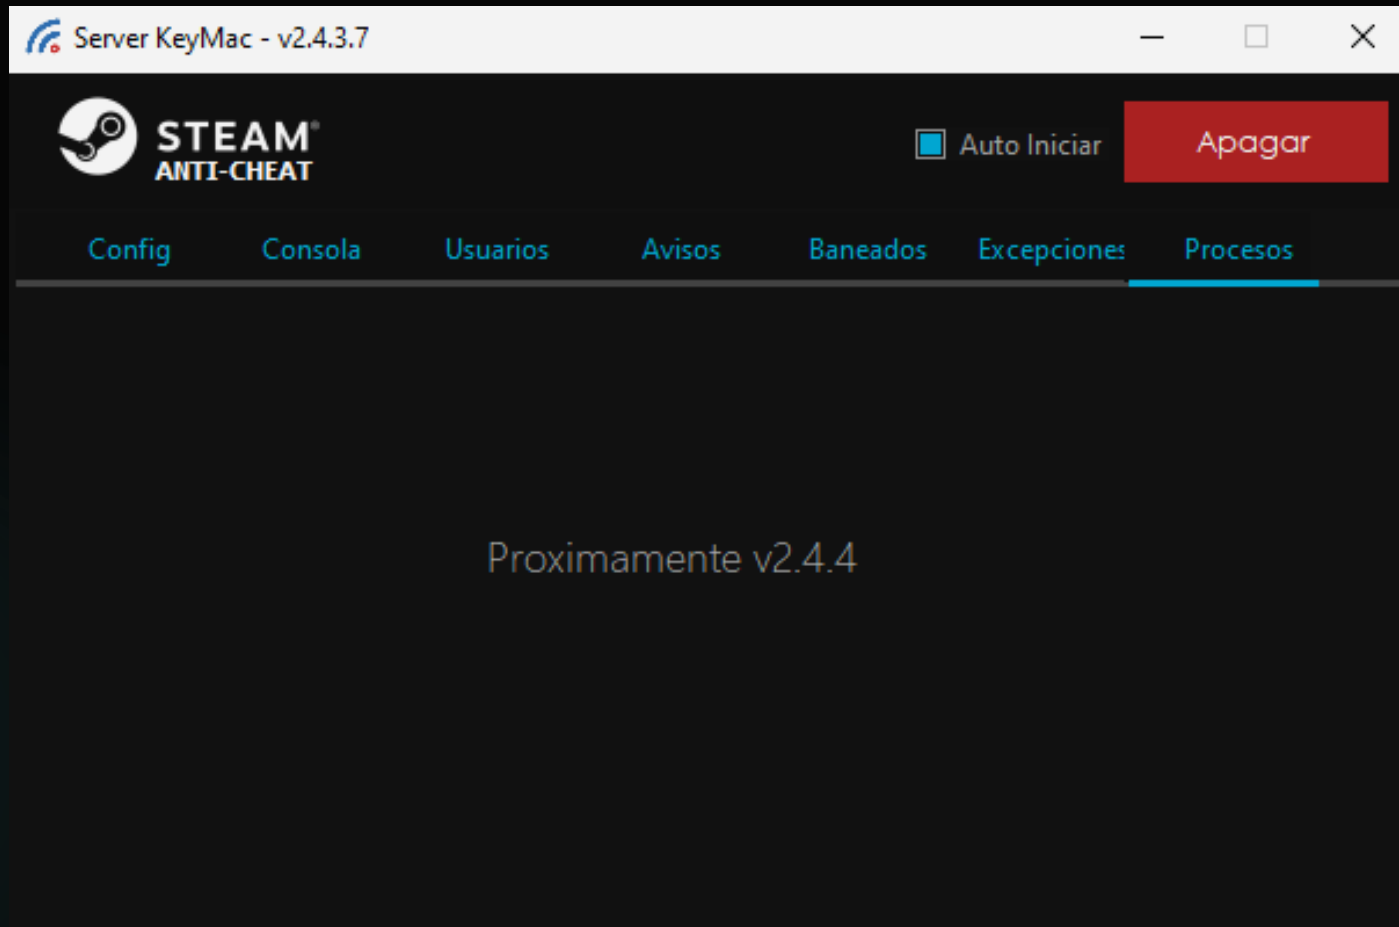 Server KeyMac - v2.4.3.7
STEAM®
ANTI-CHEAT
Auto Iniciar
Apagar
Config Consola Usuarios Avisos Baneados Excepciones Procesos
Proximamente v2.4.4